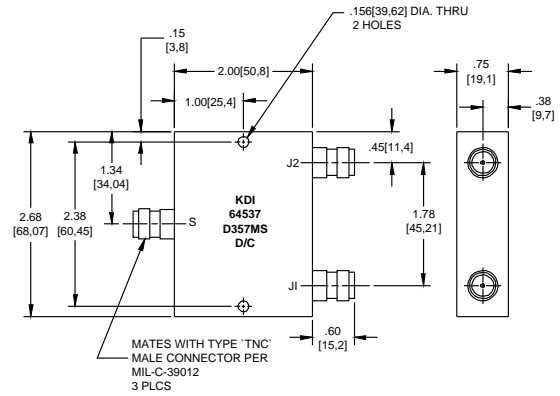 .156[39,62] DIA. THRU
2 HOLES
.15
[3,8]
2.00[50,8]
.75
[19,1]
1.00[25,4]
.38
[9,7]
.45[11,4]
1.34
[34,04]
J2
KDI
64537
D357MS
D/C
2.68
[68,07]
2.38
[60,45]
S
1.78
[45,21]
J1
.60
[15,2]
MATES WITH TYPE `TNC`
MALE CONNECTOR PER
MIL-C-39012
3 PLCS